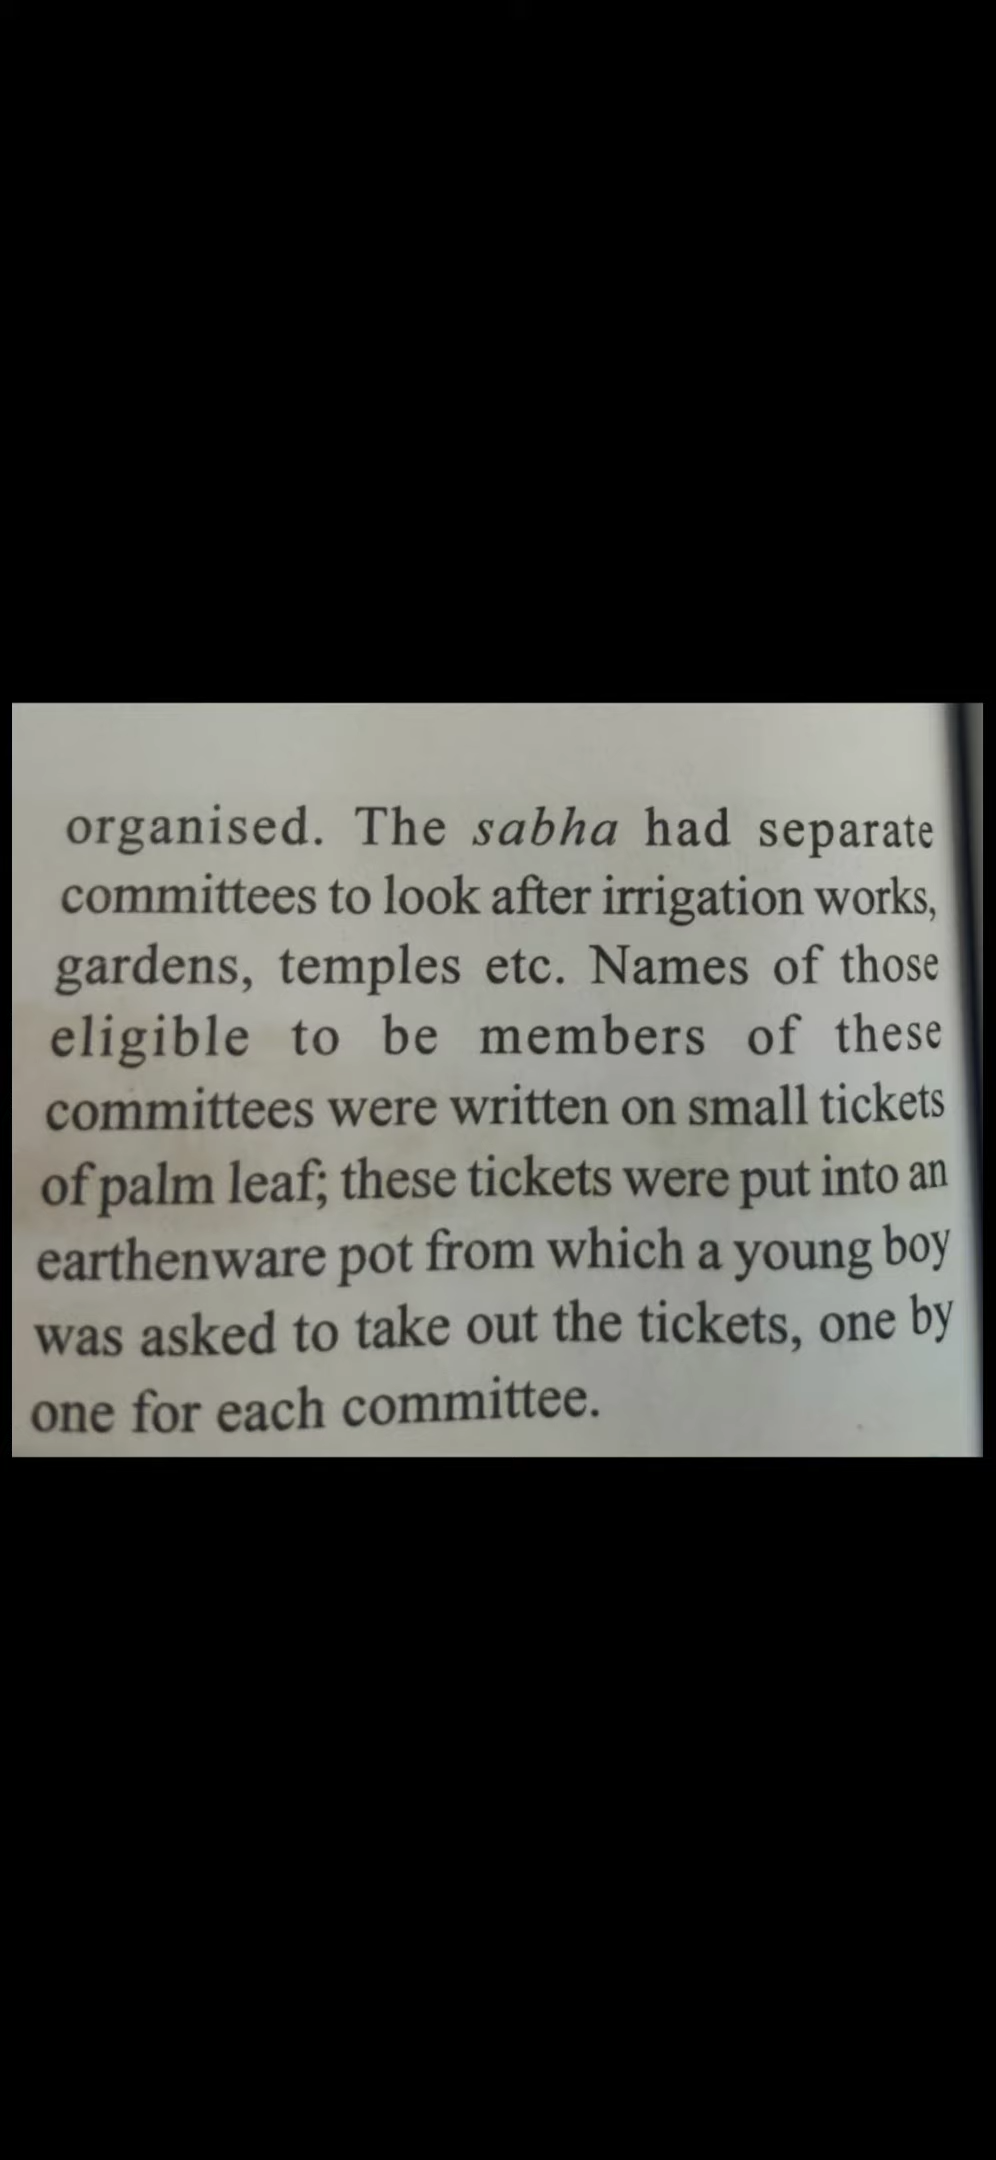 organised. The sabha had separate
committees to look after irrigation works,
gardens, temples etc. Names of those
eligible to be members of these
committees were written on small tickets
of palm leaf; these tickets were put into an
earthenware pot from which a young boy
was asked to take out the tickets, one by
one for each committee.